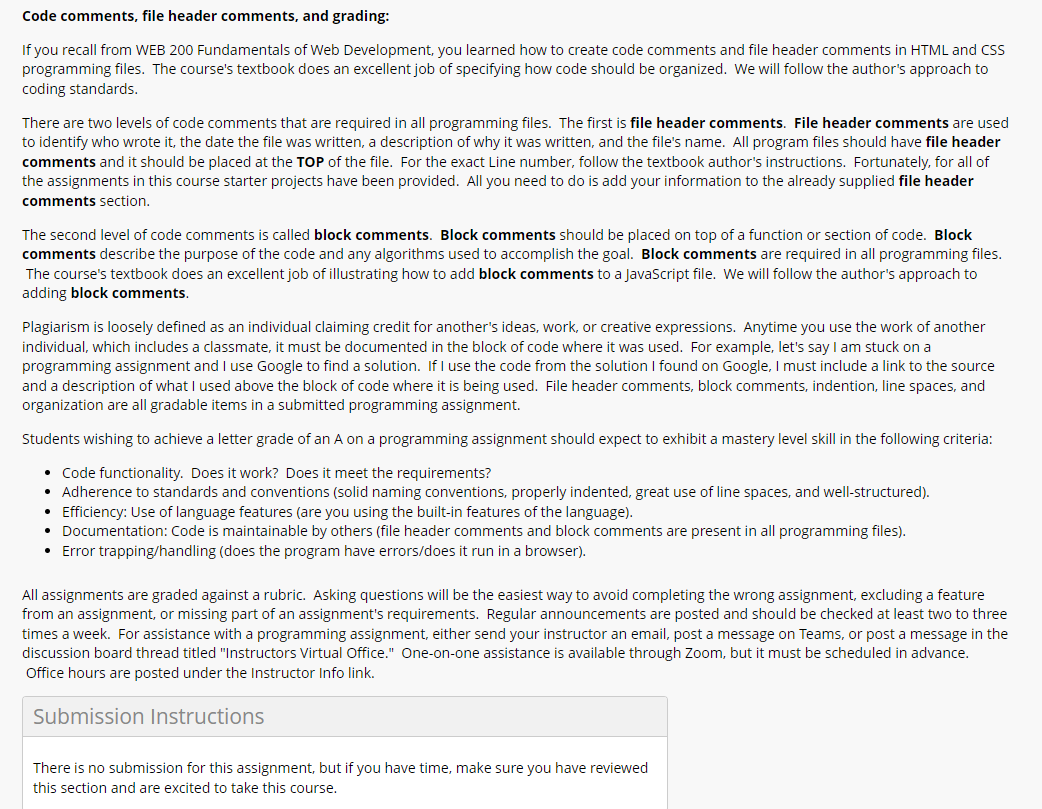 Code comments, file header comments, and grading:
If you recall from WEB 200 Fundamentals of Web Development, you learned how to create code comments and file header comments in HTML and CSS
programming files.  The course's textbook does an excellent job of specifying how code should be organized.  We will follow the author's approach to
coding standards.
There are two levels of code comments that are required in all programming files.  The first is file header comments.  File header comments are used
to identify who wrote it, the date the file was written, a description of why it was written, and the file's name.  All program files should have file header
comments and it should be placed at the TOP of the file.  For the exact Line number, follow the textbook author's instructions.  Fortunately, for all of
the assignments in this course starter projects have been provided.  All you need to do is add your information to the already supplied file header
comments section.
The second level of code comments is called block comments.  Block comments should be placed on top of a function or section of code.  Block
comments describe the purpose of the code and any algorithms used to accomplish the goal.  Block comments are required in all programming files.
The course's textbook does an excellent job of illustrating how to add block comments to a JavaScript file.  We will follow the author's approach to
adding block comments.
Plagiarism is loosely defined as an individual claiming credit for another's ideas, work, or creative expressions.  Anytime you use the work of another
individual, which includes a classmate, it must be documented in the block of code where it was used.  For example, let's say I am stuck on a
programming assignment and I use Google to find a solution.  If I use the code from the solution I found on Google, I must include a link to the source
and a description of what I used above the block of code where it is being used.  File header comments, block comments, indention, line spaces, and
organization are all gradable items in a submitted programming assignment.
Students wishing to achieve a letter grade of an A on a programming assignment should expect to exhibit a mastery level skill in the following criteria:
• Code functionality.  Does it work?  Does it meet the requirements?
• Adherence to standards and conventions (solid naming conventions, properly indented, great use of line spaces, and well-structured).
• Efficiency: Use of language features (are you using the built-in features of the language).
• Documentation: Code is maintainable by others (file header comments and block comments are present in all programming files).
• Error trapping/handling (does the program have errors/does it run in a browser).
All assignments are graded against a rubric.  Asking questions will be the easiest way to avoid completing the wrong assignment, excluding a feature
from an assignment, or missing part of an assignment's requirements.  Regular announcements are posted and should be checked at least two to three
times a week.  For assistance with a programming assignment, either send your instructor an email, post a message on Teams, or post a message in the
discussion board thread titled "Instructors Virtual Office."  One-on-one assistance is available through Zoom, but it must be scheduled in advance.
Office hours are posted under the Instructor Info link.
Submission Instructions
There is no submission for this assignment, but if you have time, make sure you have reviewed
this section and are excited to take this course.